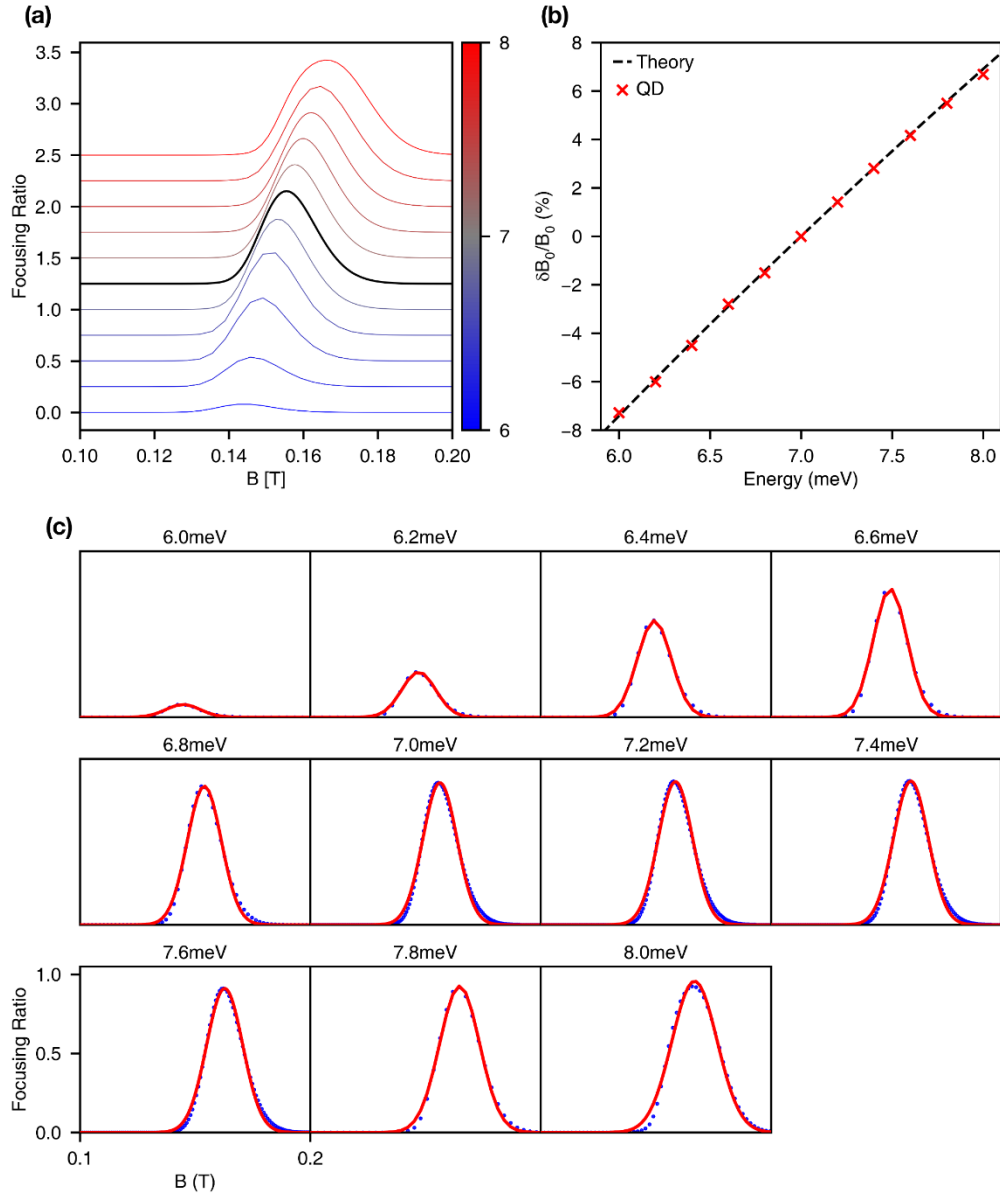 (a)
3.5
3.0
2.5
2.0
1.5
1.0
0.5
0.0
Focusing Ratio
0.10 0.12 0.14 0.16 0.18 0.20
B [T]
8
7
6
(b)
8
6
4
2
0
−2
−4
−6
−8
δB₀/B₀ (%)
Theory
QD
6.0 6.5 7.0 7.5 8.0
Energy (meV)
(c)
6.0meV 6.2meV 6.4meV 6.6meV
6.8meV 7.0meV 7.2meV 7.4meV
7.6meV 7.8meV 8.0meV
1.0
0.5
0.0
Focusing Ratio
0.1 0.2
B (T)